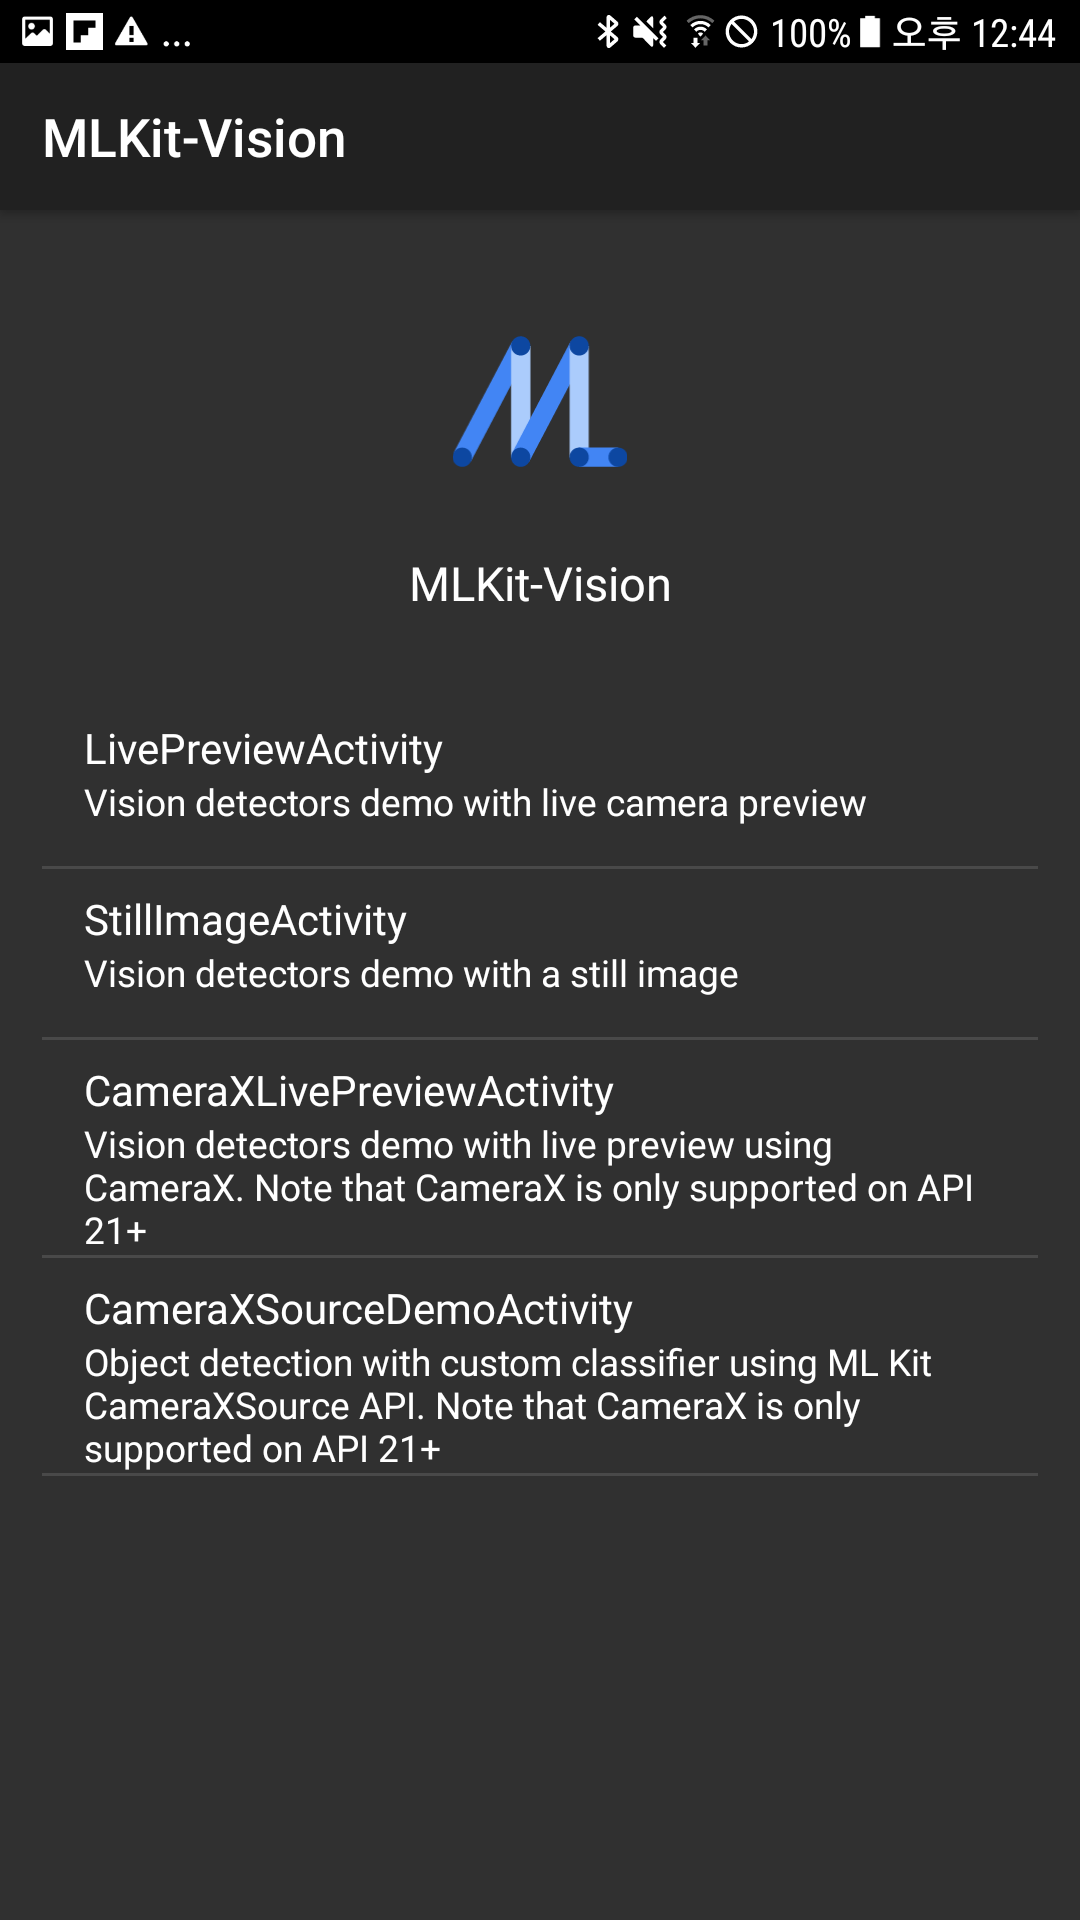 ... 100% 오후 12:44
MLKit-Vision
MLKit-Vision
LivePreviewActivity
Vision detectors demo with live camera preview
StillImageActivity
Vision detectors demo with a still image
CameraXLivePreviewActivity
Vision detectors demo with live preview using
CameraX. Note that CameraX is only supported on API
21+
CameraXSourceDemoActivity
Object detection with custom classifier using ML Kit
CameraXSource API. Note that CameraX is only
supported on API 21+